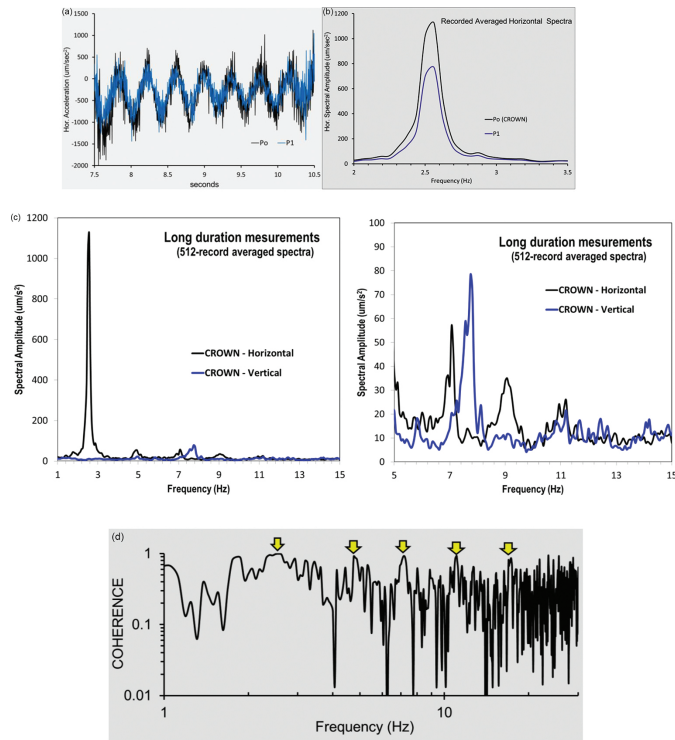 (a)
Hor. Acceleration (um/sec²)
1500
1000
500
0
-500
-1000
-1500
-2000
Po
P1
7.5
8
8.5
9
9.5
10
10.5
seconds
(b)
Recorded Averaged Horizontal Spectra
Hor. Spectral Amplitude (um/sec²)
1200
1000
800
600
400
200
0
Po (CROWN)
P1
2
2.5
3
3.5
Frequency (Hz)
(c)
Long duration mesurements
(512-record averaged spectra)
Spectral Amplitude (um/s²)
1200
1000
800
600
400
200
0
CROWN - Horizontal
CROWN - Vertical
1
3
5
7
9
11
13
15
Frequency (Hz)
Long duration mesurements
(512-record averaged spectra)
Spectral Amplitude (um/s²)
100
90
80
70
60
50
40
30
20
10
0
CROWN - Horizontal
CROWN - Vertical
5
7
9
11
13
15
Frequency (Hz)
(d)
COHERENCE
1
0.1
0.01
1
10
Frequency (Hz)